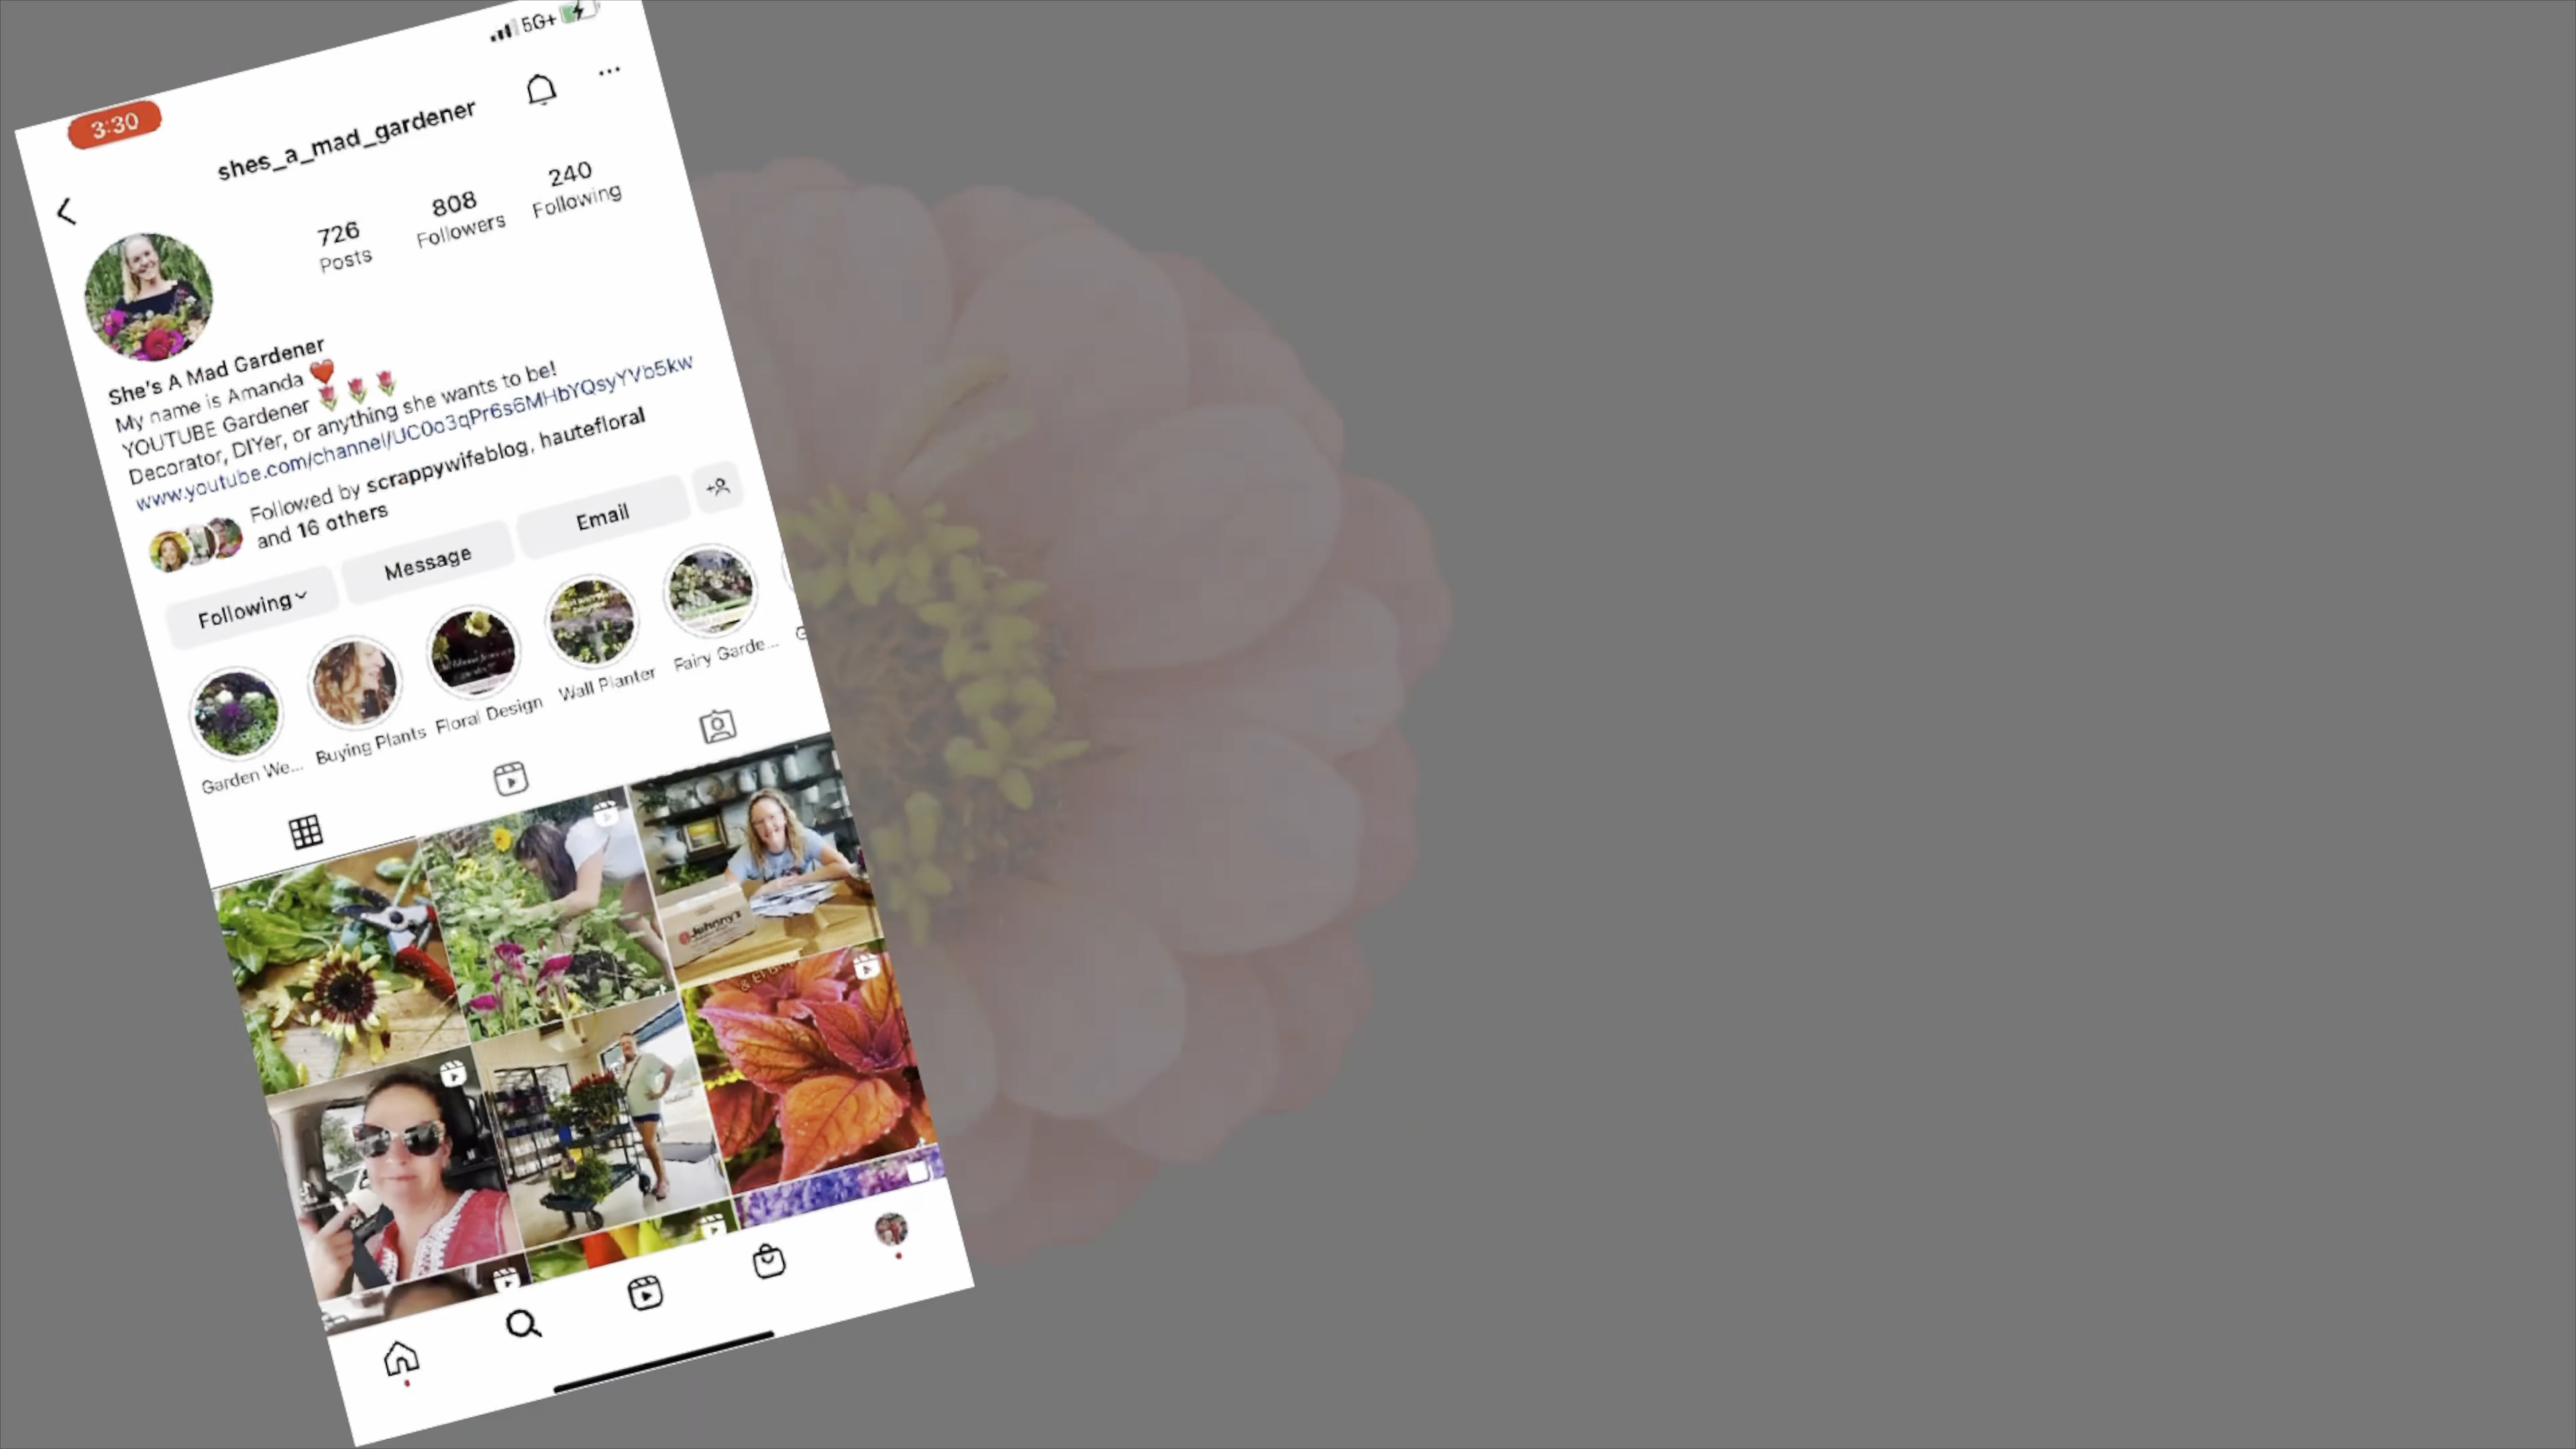 3:30
5G+
shes_a_mad_gardener
726
Posts
808
Followers
240
Following
She's A Mad Gardener
My name is Amanda ❤️
YOUTUBE Gardener 🌷🌷🌷
Decorator, DIYer, or anything she wants to be!
www.youtube.com/channel/UC0o3qPr6s6MHbYQsyYVb5kw
Followed by scrappywifeblog, hautefloral
and 16 others
Following
Message
Email
Garden We...
Buying Plants
Floral Design
Wall Planter
Fairy Garde...
G
Johnny's